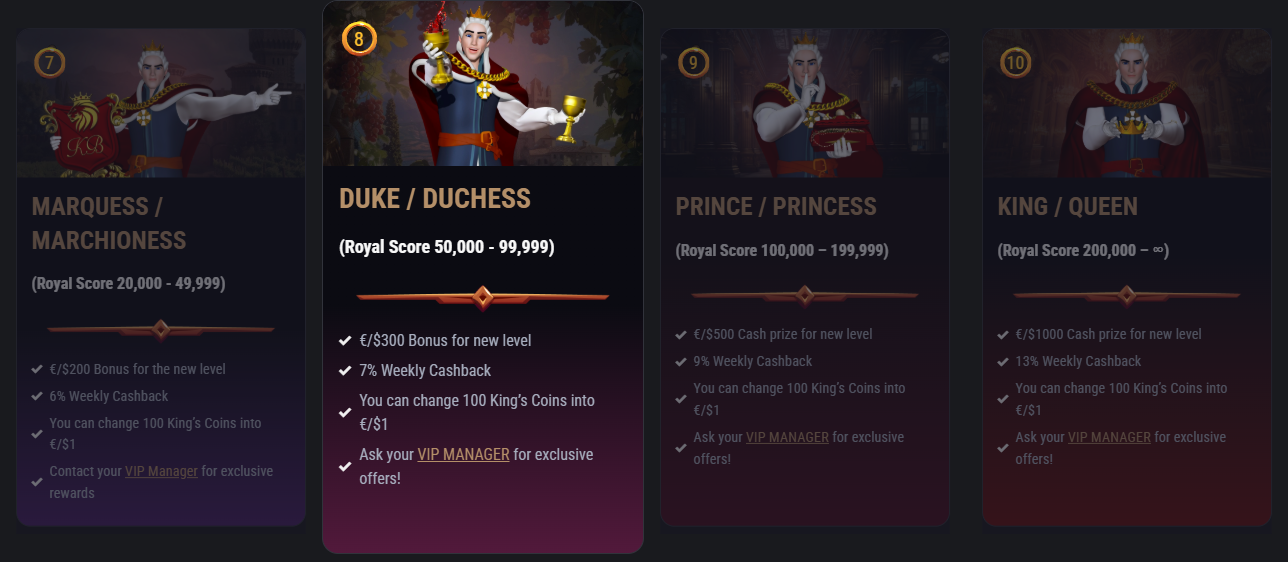 7
KB
MARQUESS /
MARCHIONESS
(Royal Score 20,000 - 49,999)
€/$200 Bonus for the new level
6% Weekly Cashback
You can change 100 King's Coins into
€/$1
Contact your VIP Manager for exclusive
rewards
8
DUKE / DUCHESS
(Royal Score 50,000 - 99,999)
€/$300 Bonus for new level
7% Weekly Cashback
You can change 100 King's Coins into
€/$1
Ask your VIP MANAGER for exclusive
offers!
9
PRINCE / PRINCESS
(Royal Score 100,000 – 199,999)
€/$500 Cash prize for new level
9% Weekly Cashback
You can change 100 King's Coins into
€/$1
Ask your VIP MANAGER for exclusive
offers!
10
KING / QUEEN
(Royal Score 200,000 – ∞)
€/$1000 Cash prize for new level
13% Weekly Cashback
You can change 100 King's Coins into
€/$1
Ask your VIP MANAGER for exclusive
offers!